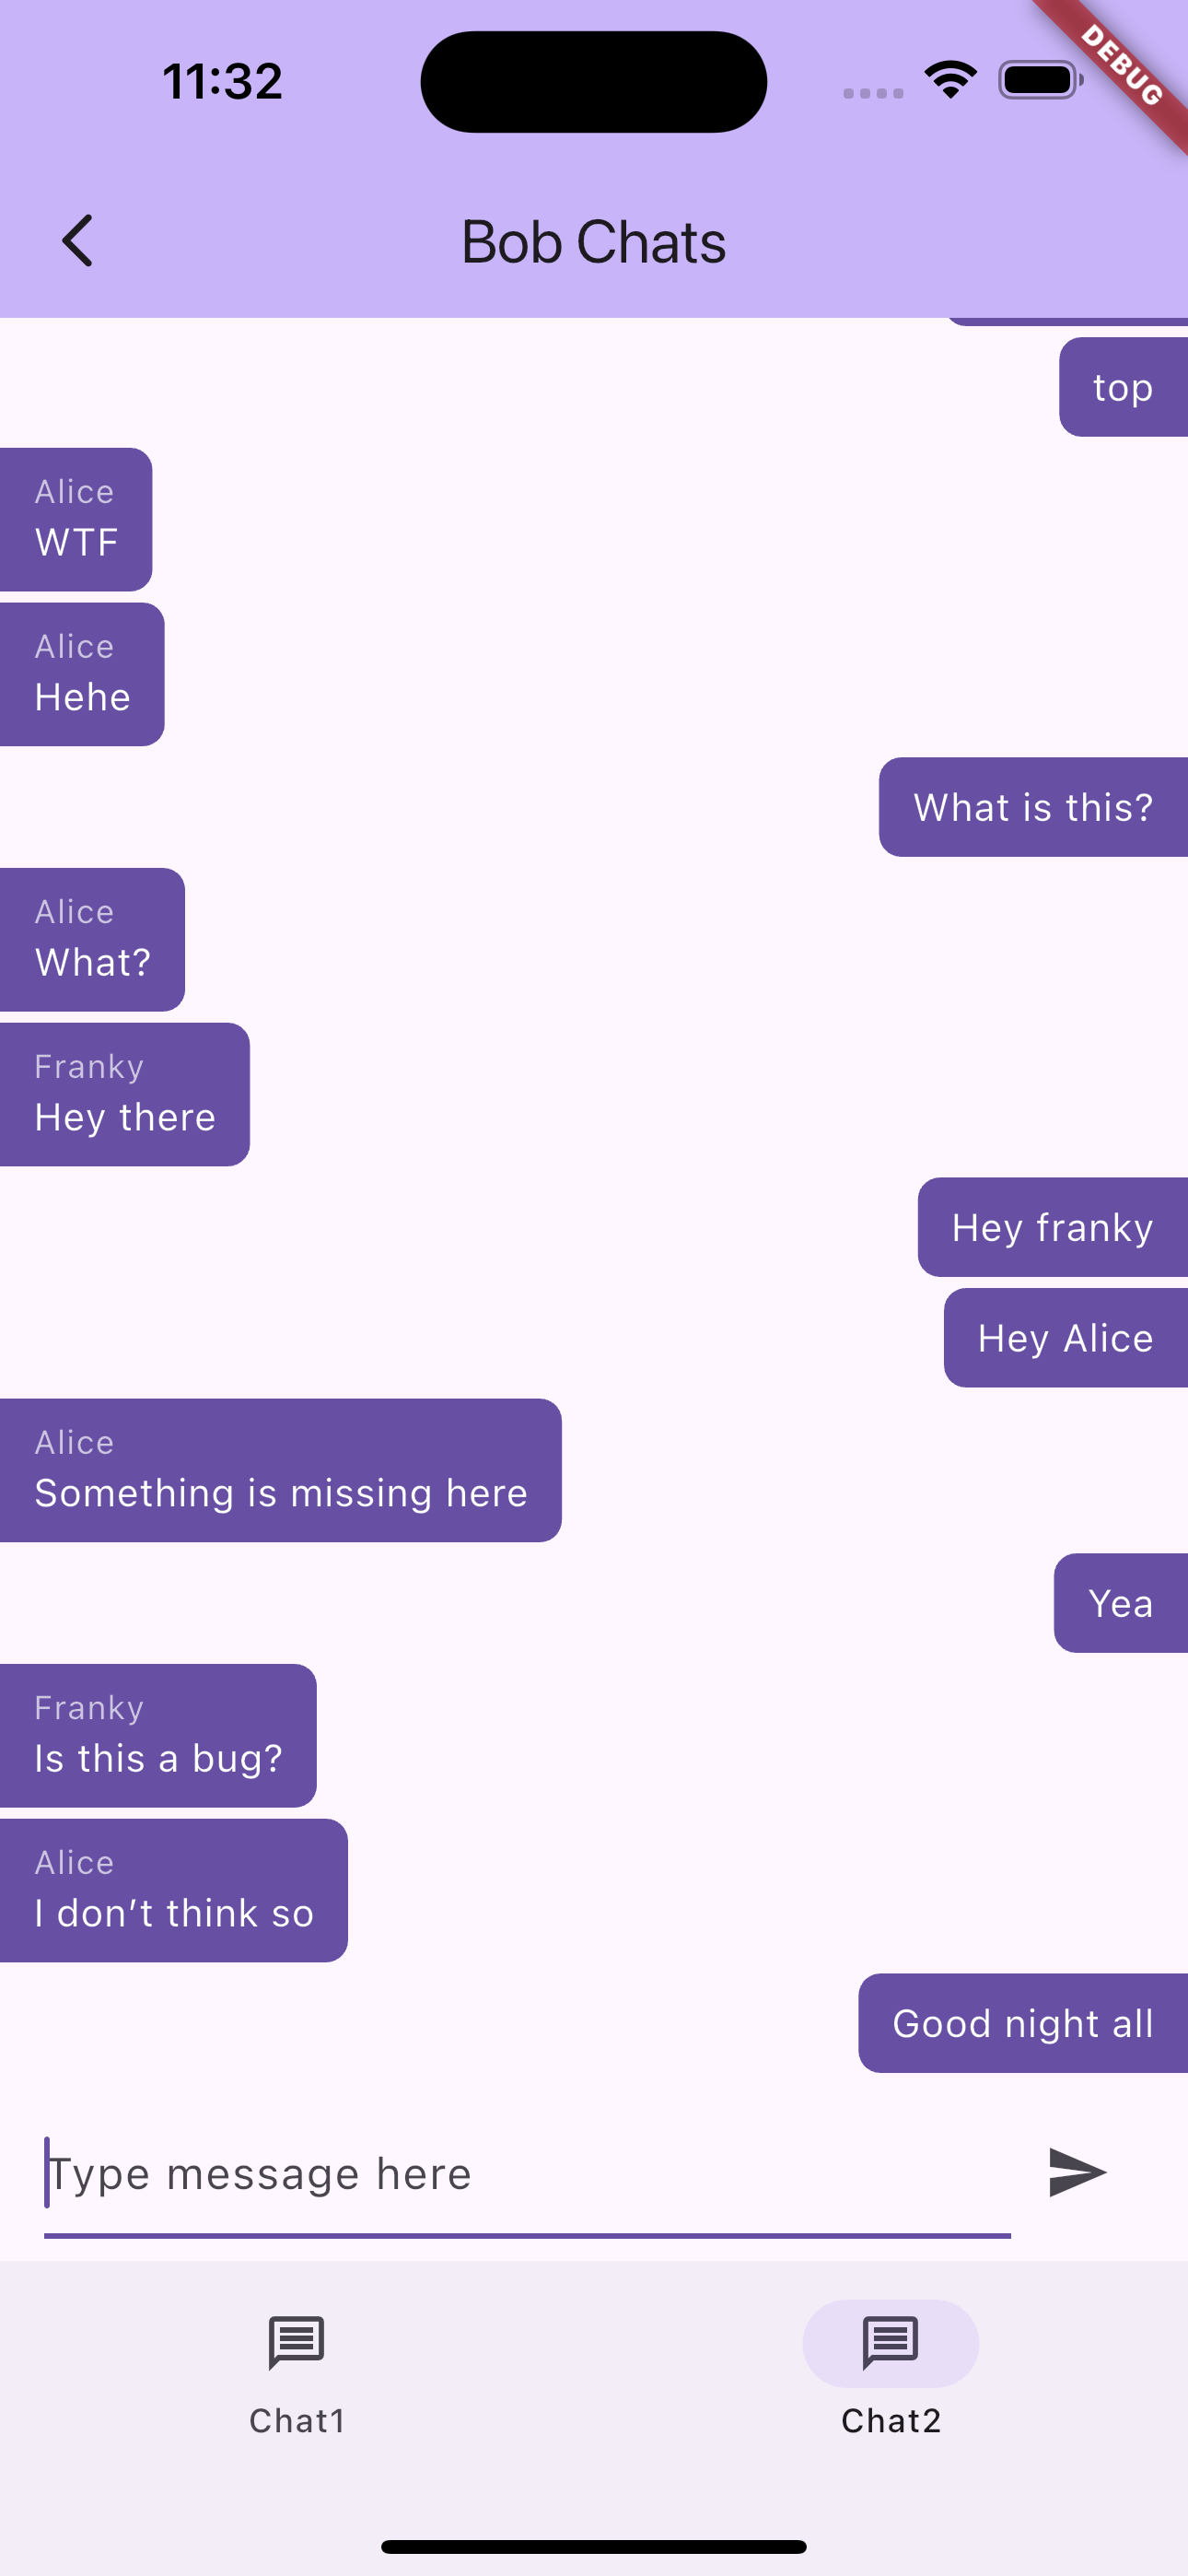 11:32
DEBUG
Bob Chats
top
Alice
WTF
Alice
Hehe
What is this?
Alice
What?
Franky
Hey there
Hey franky
Hey Alice
Alice
Something is missing here
Yea
Franky
Is this a bug?
Alice
I don’t think so
Good night all
Type message here
Chat1
Chat2